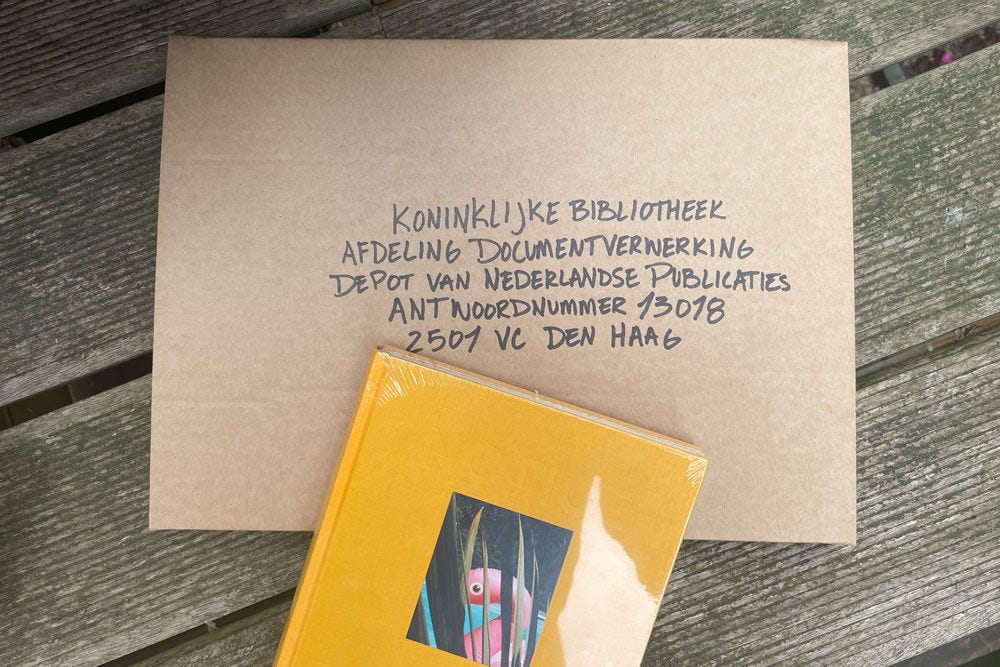 KONINKLIJKE BIBLIOTHEEK
AFDELING DOCUMENTVERWERKING
DEPOT VAN NEDERLANDSE PUBLICATIES
ANTWOORDNUMMER 13018
2501 VC DEN HAAG